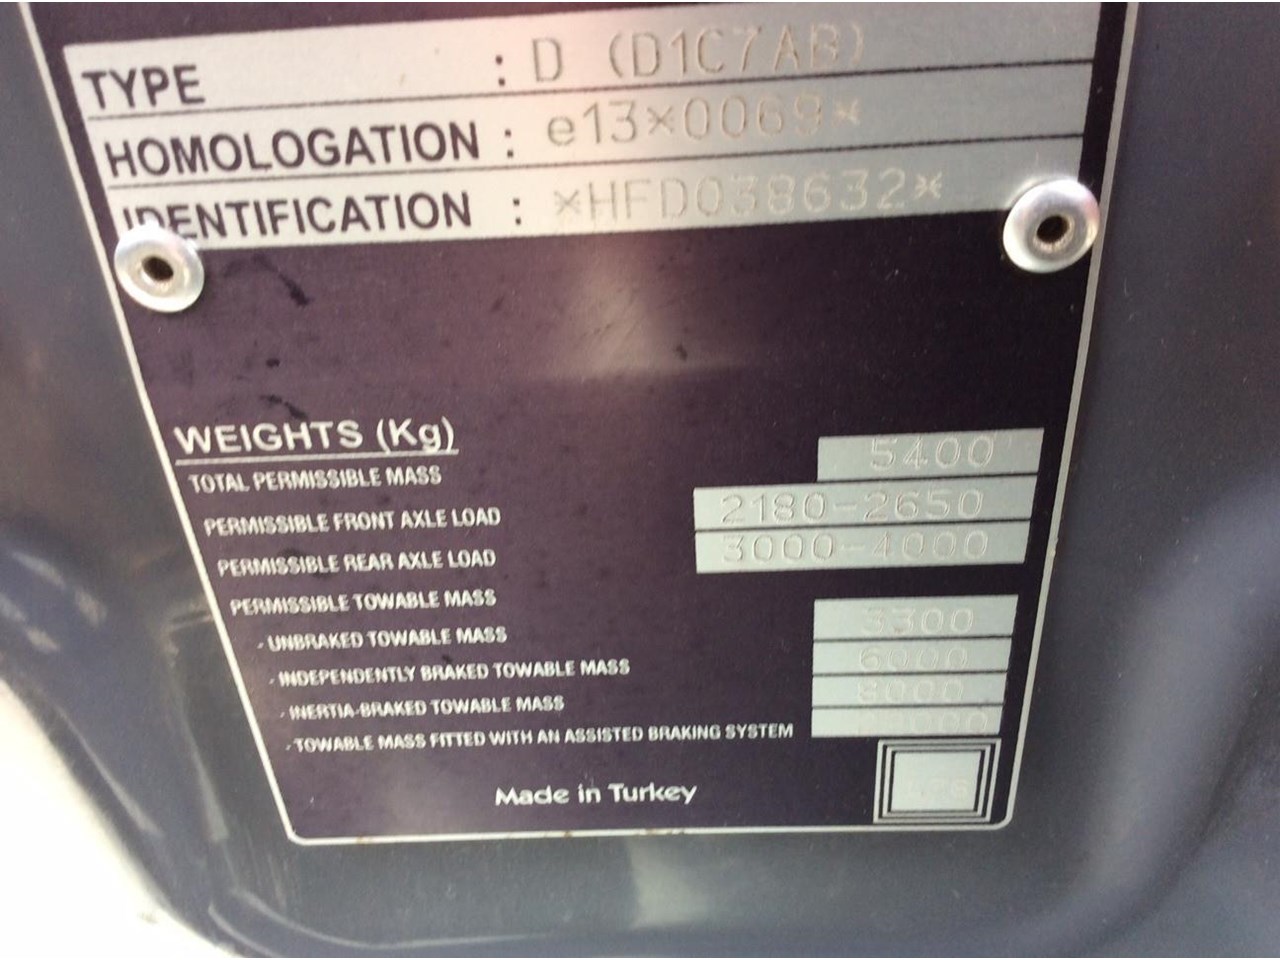 TYPE : D (D1C7AB)
HOMOLOGATION : e13*0069*
IDENTIFICATION : *HFD038632*
WEIGHTS (Kg)
TOTAL PERMISSIBLE MASS 5400
PERMISSIBLE FRONT AXLE LOAD 2180-2650
PERMISSIBLE REAR AXLE LOAD 3000-4000
PERMISSIBLE TOWABLE MASS
- UNBRAKED TOWABLE MASS 3300
- INDEPENDENTLY BRAKED TOWABLE MASS 6000
- INERTIA-BRAKED TOWABLE MASS 8000
- TOWABLE MASS FITTED WITH AN ASSISTED BRAKING SYSTEM
Made in Turkey